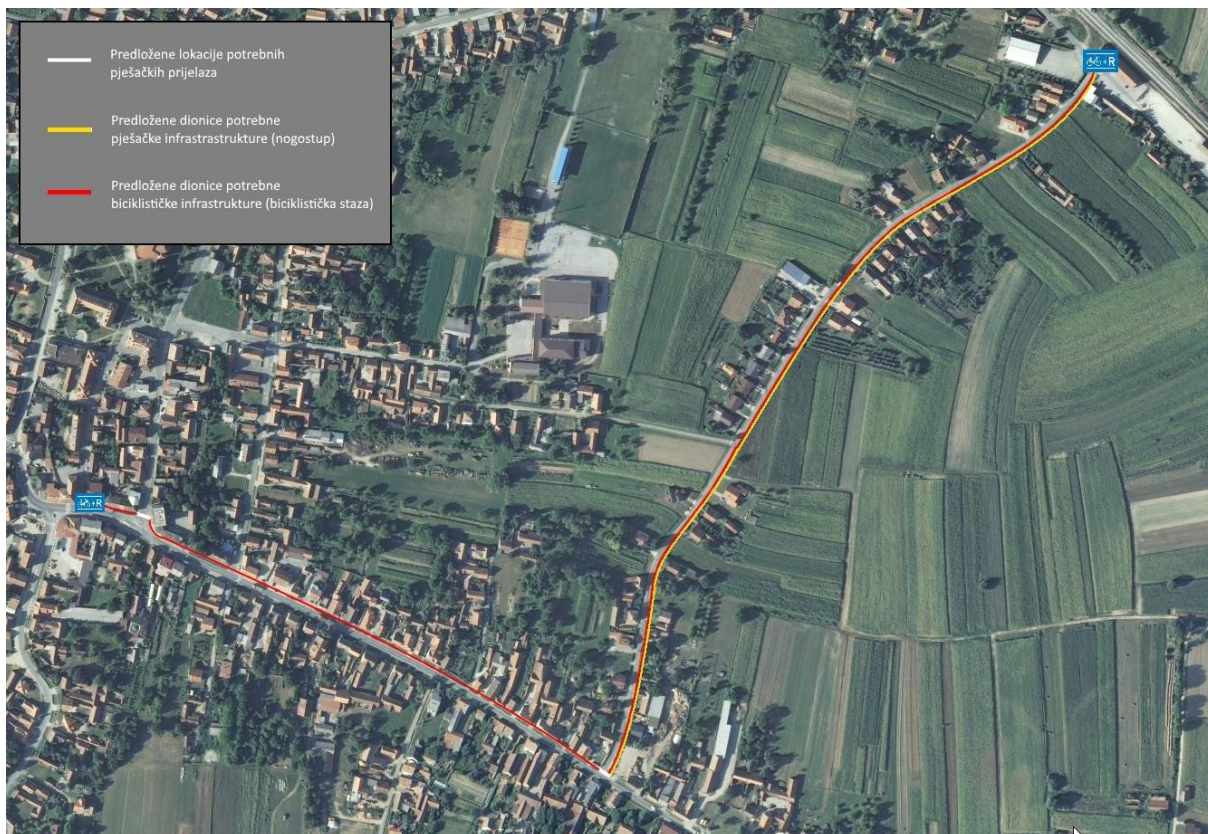 Predložene lokacije potrebnih
pješačkih prijelaza
Predložene dionice potrebne
pješačke infrastrastrukture (nogostup)
Predložene dionice potrebne
biciklističke infrastrukture (biciklistička staza)
+R
+R